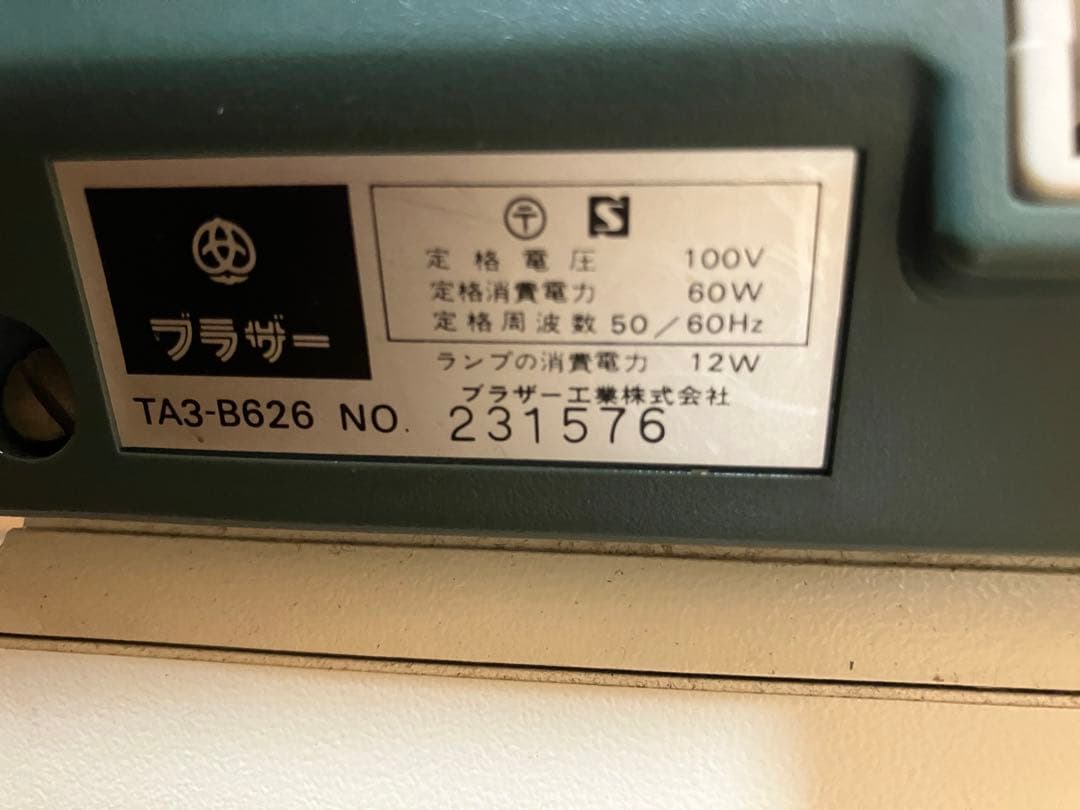 ブラザー
〒 S
定格電圧 100V
定格消費電力 60W
定格周波数 50/60Hz
ランプの消費電力 12W
ブラザー工業株式会社
TA3-B626 NO. 231576